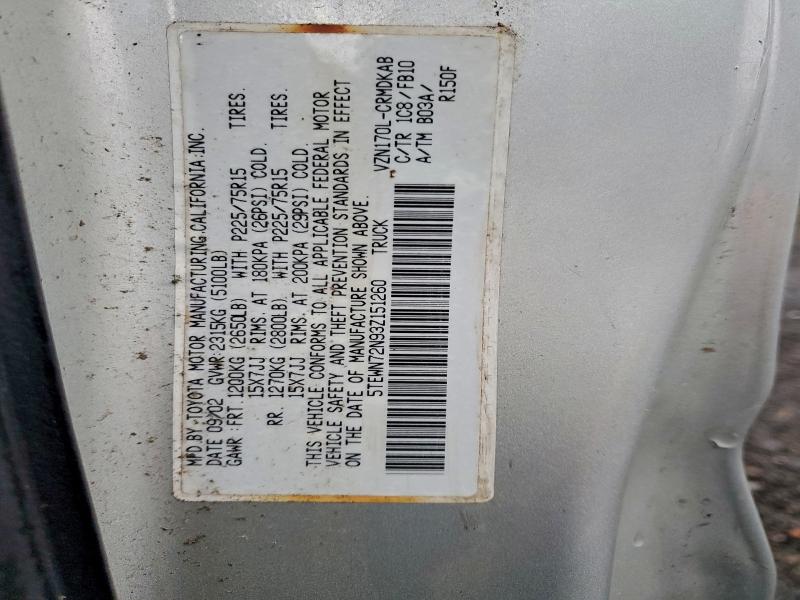 MFD.BY TOYOTA MOTOR MANUFACTURING.CALIFORNIA:INC.
DATE 09/02 GVWR:2315KG (5100LB)
GAWR : FRT.1200KG (2650LB) WITH P225/75R15 TIRES.
15X7JJ RIMS. AT 180KPA (26PSI) COLD.
RR. 1270KG (2800LB) WITH P225/75R15 TIRES.
15X7JJ RIMS. AT 200KPA (29PSI) COLD.
THIS VEHICLE CONFORMS TO ALL APPLICABLE FEDERAL MOTOR
VEHICLE SAFETY AND THEFT PREVENTION STANDARDS IN EFFECT
ON THE DATE OF MANUFACTURE SHOWN ABOVE.
5TEWN72N93Z151260 TRUCK
VZN170L-CRMDKAB
C/TR 1C8/FB10
A/TM B03A/
R150F